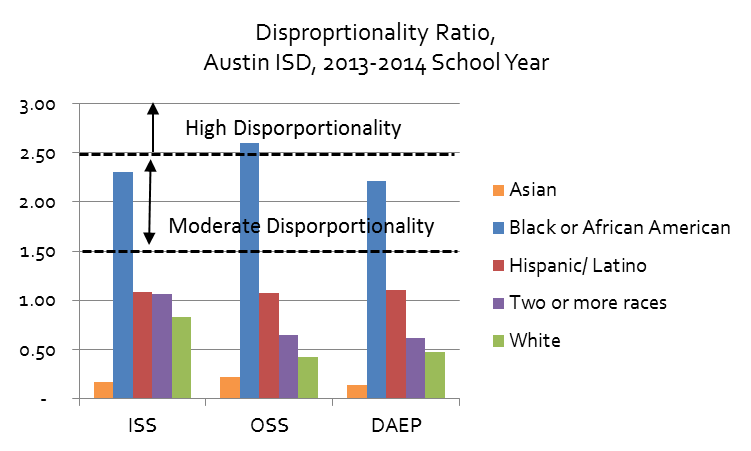 Disproprtionality Ratio,
Austin ISD, 2013-2014 School Year
3.00
High Disporportionality
2.50
2.00
Moderate Disporportionality
1.50
1.00
0.50
-
ISS
OSS
DAEP
Asian
Black or African American
Hispanic/ Latino
Two or more races
White